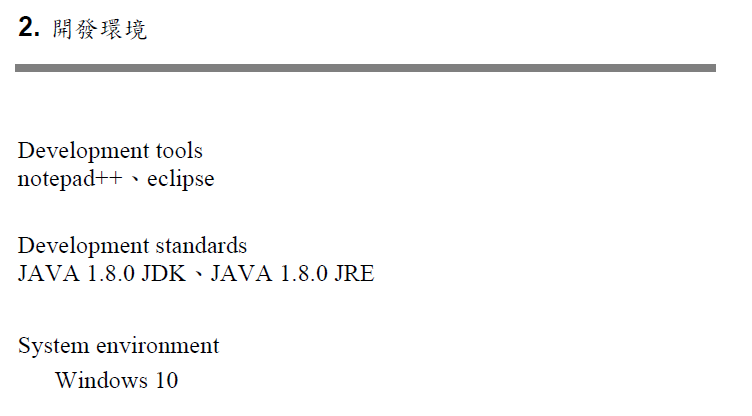 2. 開發環境
Development tools
notepad++、eclipse
Development standards
JAVA 1.8.0 JDK、JAVA 1.8.0 JRE
System environment
Windows 10